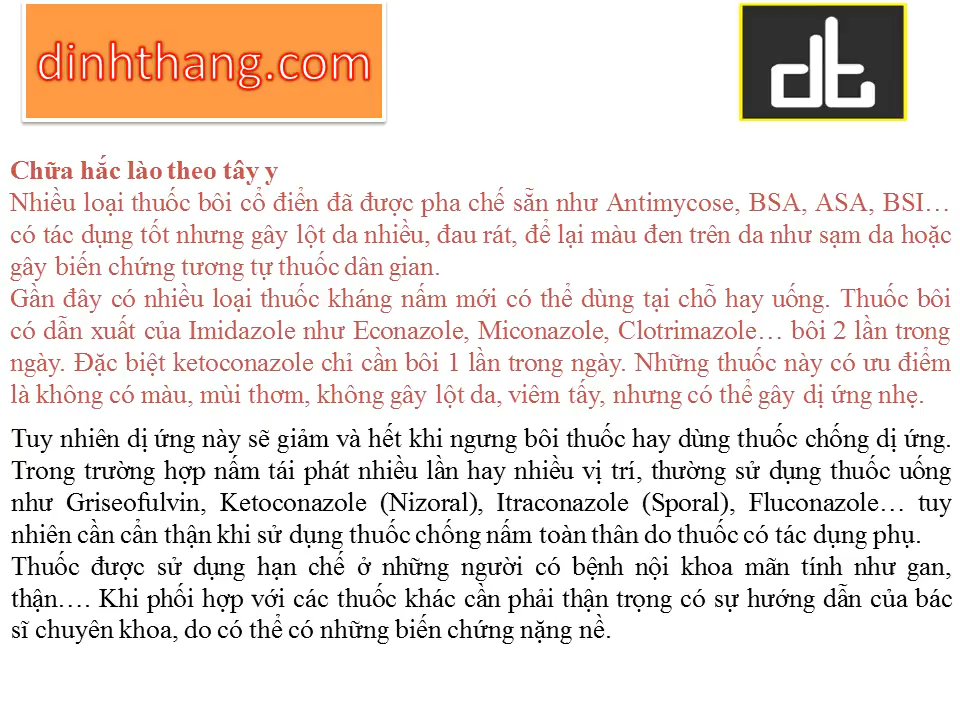 dinhthang.com
dt
Chữa hắc lào theo tây y
Nhiều loại thuốc bôi cổ điển đã được pha chế sẵn như Antimycose, BSA, ASA, BSI…
có tác dụng tốt nhưng gây lột da nhiều, đau rát, để lại màu đen trên da như sạm da hoặc
gây biến chứng tương tự thuốc dân gian.
Gần đây có nhiều loại thuốc kháng nấm mới có thể dùng tại chỗ hay uống. Thuốc bôi
có dẫn xuất của Imidazole như Econazole, Miconazole, Clotrimazole… bôi 2 lần trong
ngày. Đặc biệt ketoconazole chỉ cần bôi 1 lần trong ngày. Những thuốc này có ưu điểm
là không có màu, mùi thơm, không gây lột da, viêm tấy, nhưng có thể gây dị ứng nhẹ.
Tuy nhiên dị ứng này sẽ giảm và hết khi ngưng bôi thuốc hay dùng thuốc chống dị ứng.
Trong trường hợp nấm tái phát nhiều lần hay nhiều vị trí, thường sử dụng thuốc uống
như Griseofulvin, Ketoconazole (Nizoral), Itraconazole (Sporal), Fluconazole… tuy
nhiên cần cẩn thận khi sử dụng thuốc chống nấm toàn thân do thuốc có tác dụng phụ.
Thuốc được sử dụng hạn chế ở những người có bệnh nội khoa mãn tính như gan,
thận…. Khi phối hợp với các thuốc khác cần phải thận trọng có sự hướng dẫn của bác
sĩ chuyên khoa, do có thể có những biến chứng nặng nề.